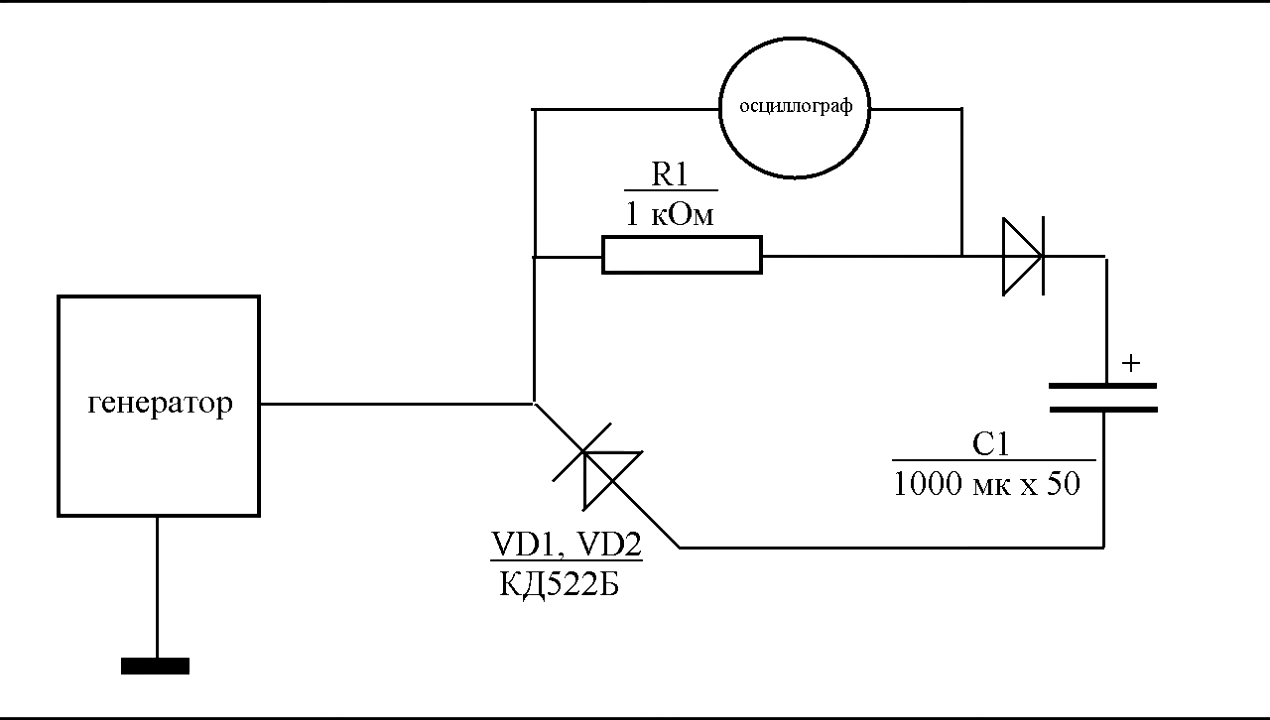 осциллограф
R1
1 кОм
генератор
+
C1
1000 мк x 50
VD1, VD2
КД522Б